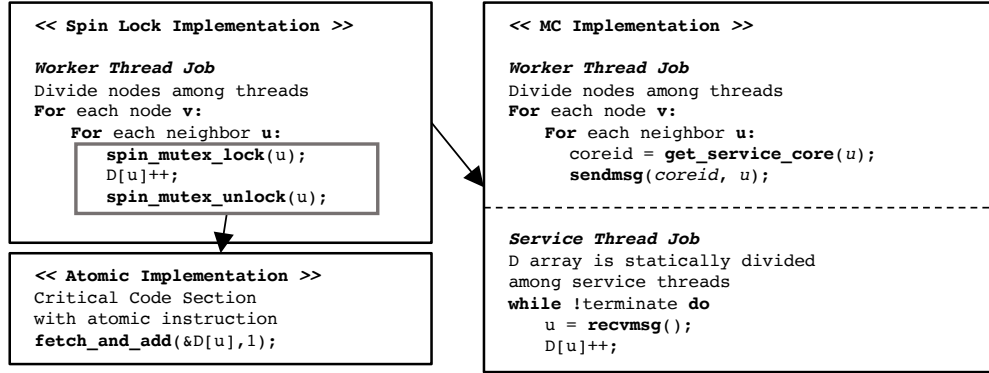 << Spin Lock Implementation >>
Worker Thread Job
Divide nodes among threads
For each node v:
For each neighbor u:
spin_mutex_lock(u);
D[u]++;
spin_mutex_unlock(u);
<< Atomic Implementation >>
Critical Code Section
with atomic instruction
fetch_and_add(&D[u],1);
<< MC Implementation >>
Worker Thread Job
Divide nodes among threads
For each node v:
For each neighbor u:
coreid = get_service_core(u);
sendmsg(coreid, u);
Service Thread Job
D array is statically divided
among service threads
while !terminate do
u = recvmsg();
D[u]++;